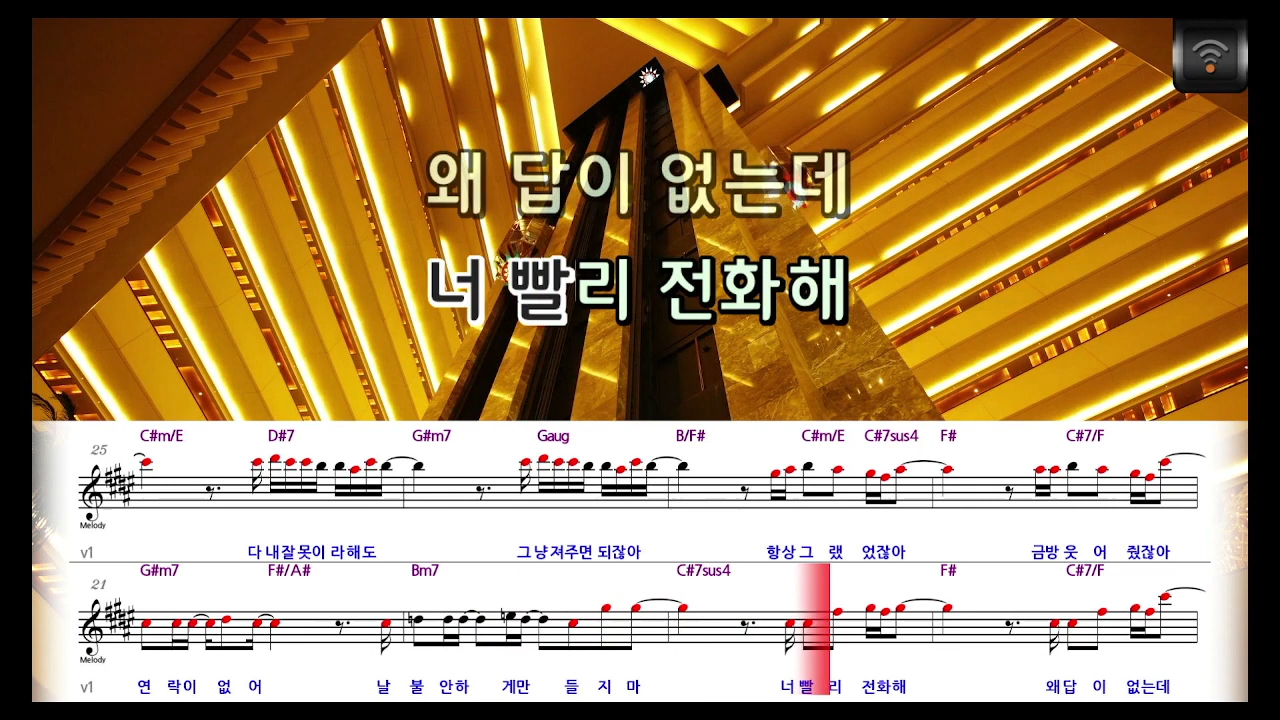 왜 답이 없는데
너 빨리 전화해
C#m/E D#7 G#m7 Gaug B/F# C#m/E C#7sus4 F# C#7/F
25
Melody
v1 다 내잘못이 라해도 그냥져주면 되잖아 항상그 랬 었잖아 금방 웃 어 줬잖아
G#m7 F#/A# Bm7 C#7sus4 F# C#7/F
21
Melody
v1 연 락이 없 어 날 불 안하 게만 들 지 마 너빨 리 전화해 왜답 이 없는데